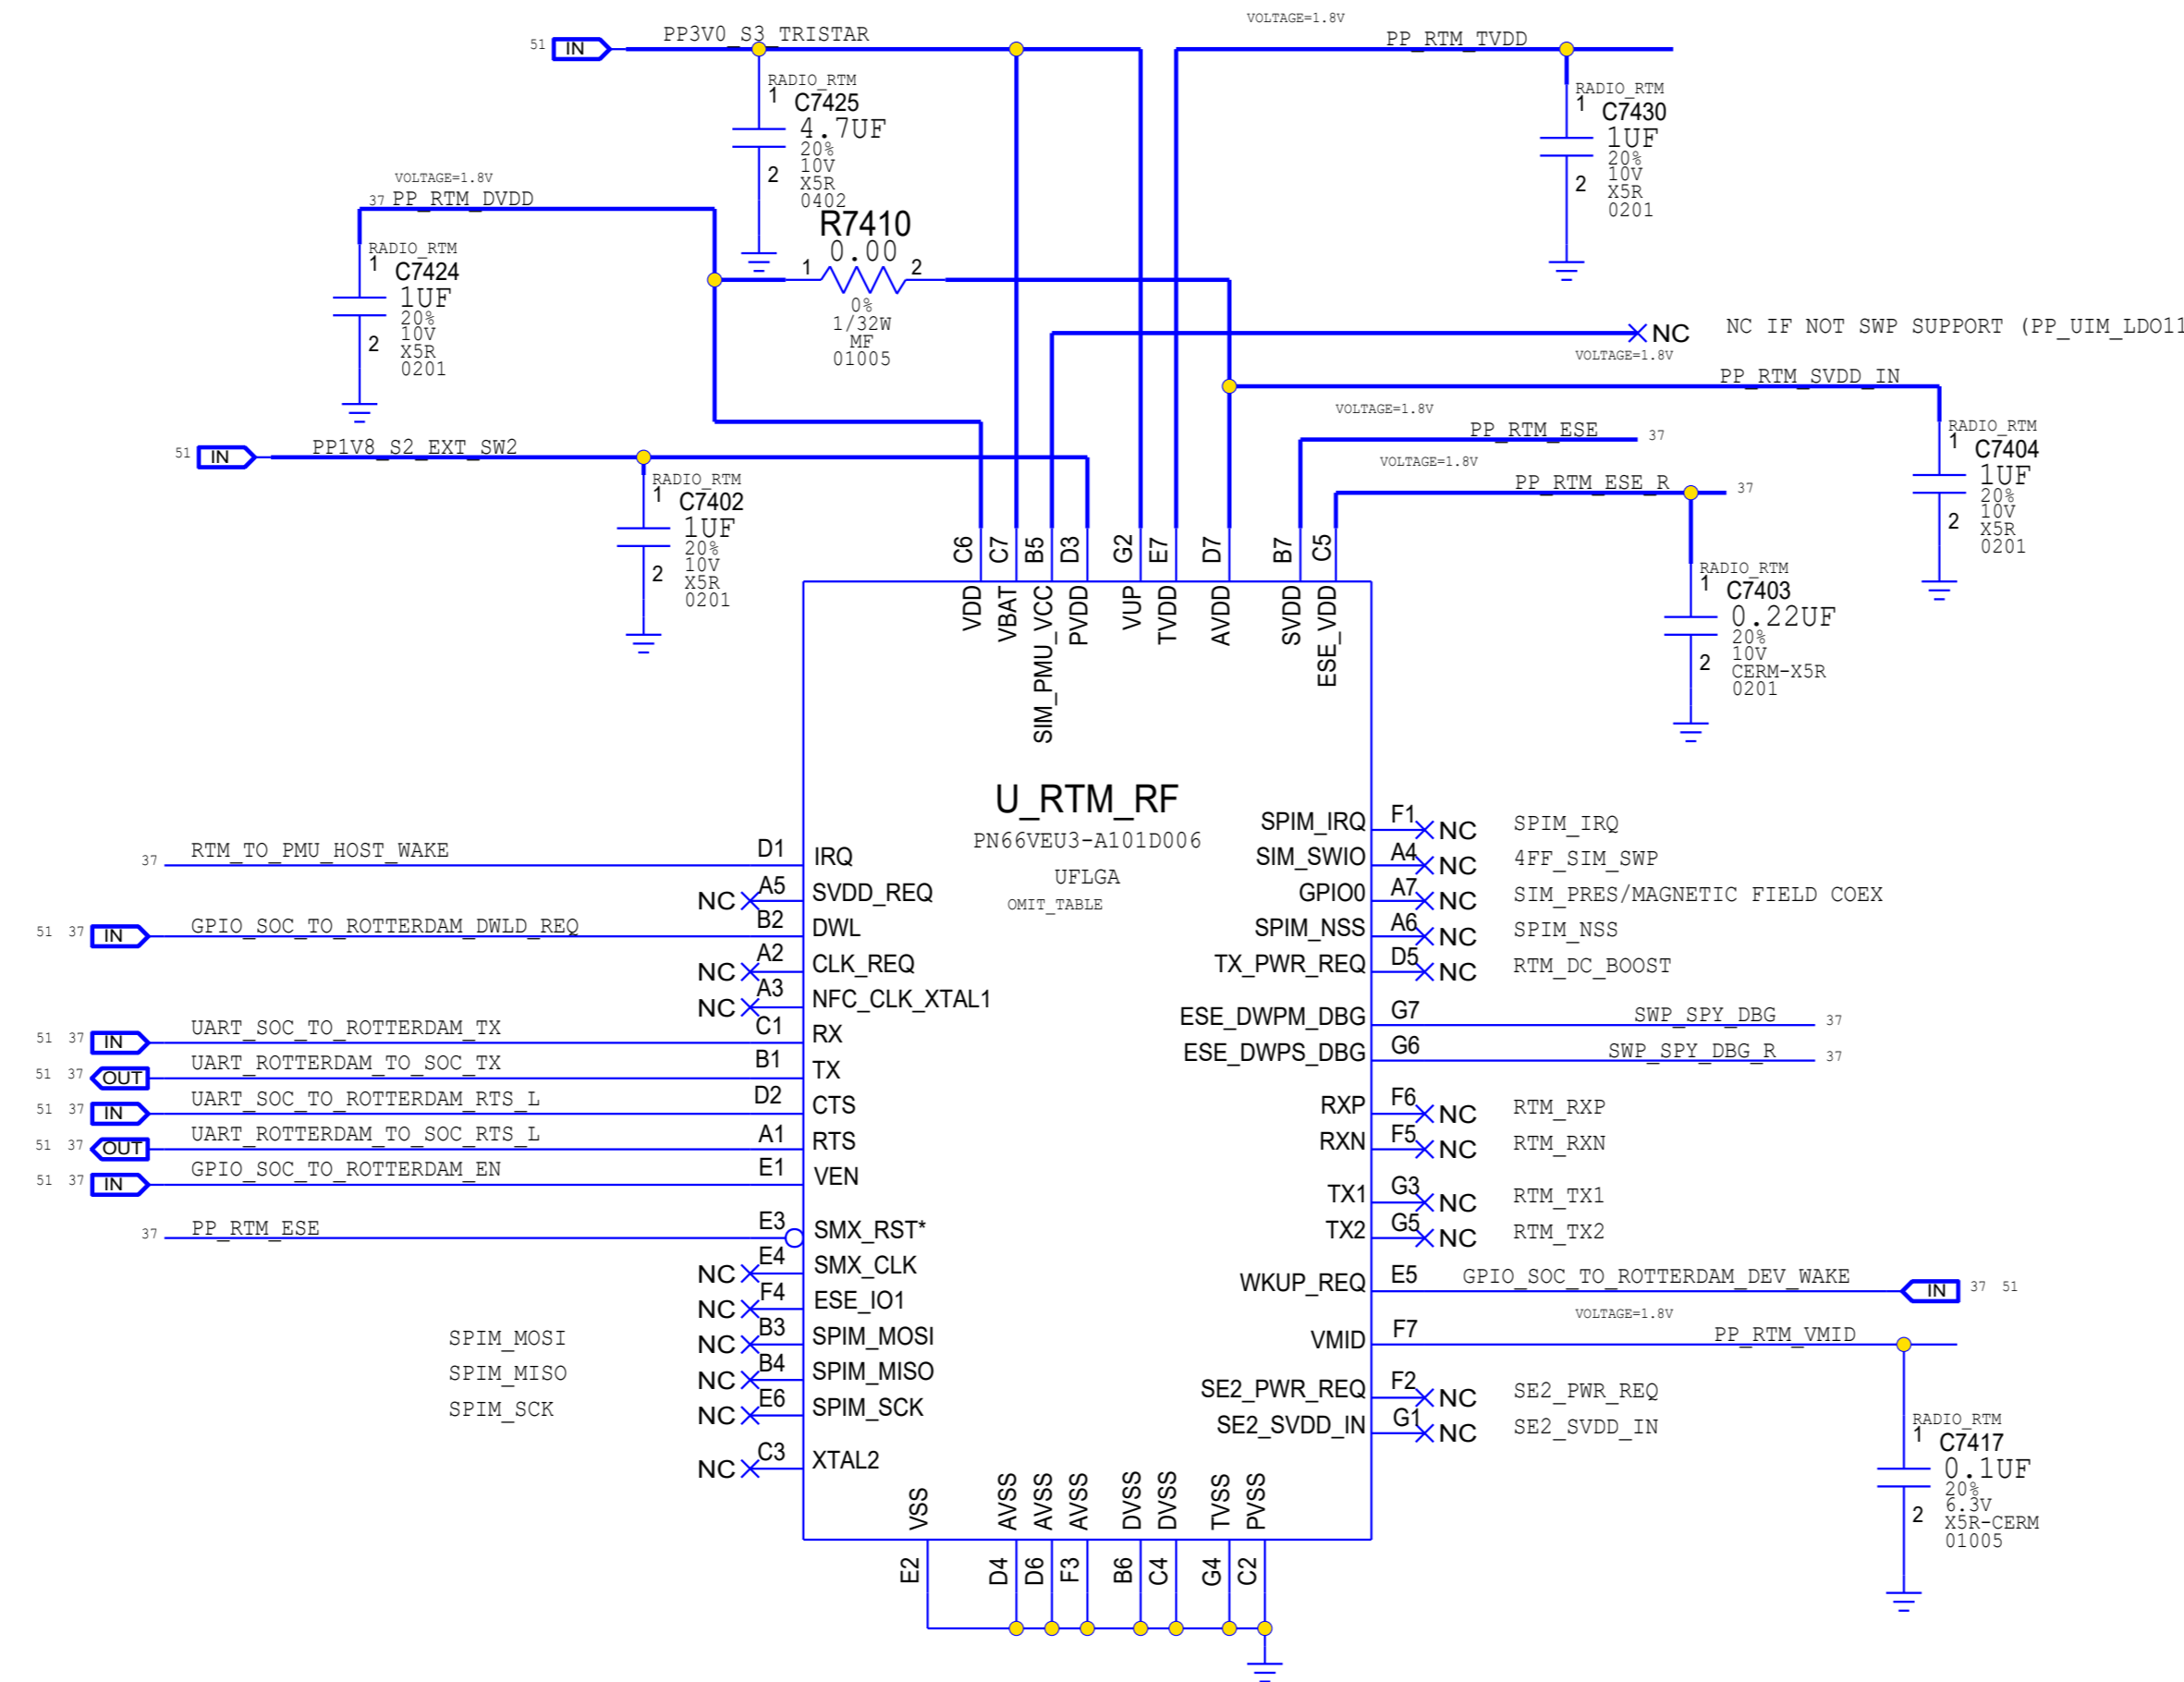 VOLTAGE=1.8V
51 IN PP3V0_S3_TRISTAR
PP_RTM_TVDD
RADIO_RTM
1 C7425
4.7UF
20%
10V
2 X5R
0402
RADIO_RTM
1 C7430
1UF
20%
10V
2 X5R
0201
VOLTAGE=1.8V
37 PP_RTM_DVDD
RADIO_RTM
1 C7424
1UF
20%
10V
2 X5R
0201
R7410
0.00
1 2
0%
1/32W
MF
01005
NC NC IF NOT SWP SUPPORT (PP_UIM_LDO11
VOLTAGE=1.8V
PP_RTM_SVDD_IN
VOLTAGE=1.8V
PP_RTM_ESE 37
VOLTAGE=1.8V
PP_RTM_ESE_R 37
RADIO_RTM
1 C7404
1UF
20%
10V
2 X5R
0201
51 IN PP1V8_S2_EXT_SW2
RADIO_RTM
1 C7402
1UF
20%
10V
2 X5R
0201
RADIO_RTM
1 C7403
0.22UF
20%
10V
2 CERM-X5R
0201
C6 C7 B5 D3 G2 E7 D7 B7 C5
VDD VBAT SIM_PMU_VCC PVDD VUP TVDD AVDD SVDD ESE_VDD
U_RTM_RF
PN66VEU3-A101D006
UFLGA
OMIT_TABLE
37 RTM_TO_PMU_HOST_WAKE D1 IRQ
NC A5 SVDD_REQ
51 37 IN GPIO_SOC_TO_ROTTERDAM_DWLD_REQ B2 DWL
NC A2 CLK_REQ
NC A3 NFC_CLK_XTAL1
51 37 IN UART_SOC_TO_ROTTERDAM_TX C1 RX
51 37 OUT UART_ROTTERDAM_TO_SOC_TX B1 TX
51 37 IN UART_SOC_TO_ROTTERDAM_RTS_L D2 CTS
51 37 OUT UART_ROTTERDAM_TO_SOC_RTS_L A1 RTS
51 37 IN GPIO_SOC_TO_ROTTERDAM_EN E1 VEN
37 PP_RTM_ESE E3 SMX_RST*
NC E4 SMX_CLK
NC F4 ESE_IO1
SPIM_MOSI NC B3 SPIM_MOSI
SPIM_MISO NC B4 SPIM_MISO
SPIM_SCK NC E6 SPIM_SCK
NC C3 XTAL2
SPIM_IRQ F1 NC SPIM_IRQ
SIM_SWIO A4 NC 4FF_SIM_SWP
GPIO0 A7 NC SIM_PRES/MAGNETIC FIELD COEX
SPIM_NSS A6 NC SPIM_NSS
TX_PWR_REQ D5 NC RTM_DC_BOOST
ESE_DWPM_DBG G7 SWP_SPY_DBG 37
ESE_DWPS_DBG G6 SWP_SPY_DBG_R 37
RXP F6 NC RTM_RXP
RXN F5 NC RTM_RXN
TX1 G3 NC RTM_TX1
TX2 G5 NC RTM_TX2
WKUP_REQ E5 GPIO_SOC_TO_ROTTERDAM_DEV_WAKE IN 37 51
VOLTAGE=1.8V
VMID F7 PP_RTM_VMID
SE2_PWR_REQ F2 NC SE2_PWR_REQ
SE2_SVDD_IN G1 NC SE2_SVDD_IN
RADIO_RTM
1 C7417
0.1UF
20%
6.3V
2 X5R-CERM
01005
VSS AVSS AVSS AVSS DVSS DVSS TVSS PVSS
E2 D4 D6 F3 B6 C4 G4 C2